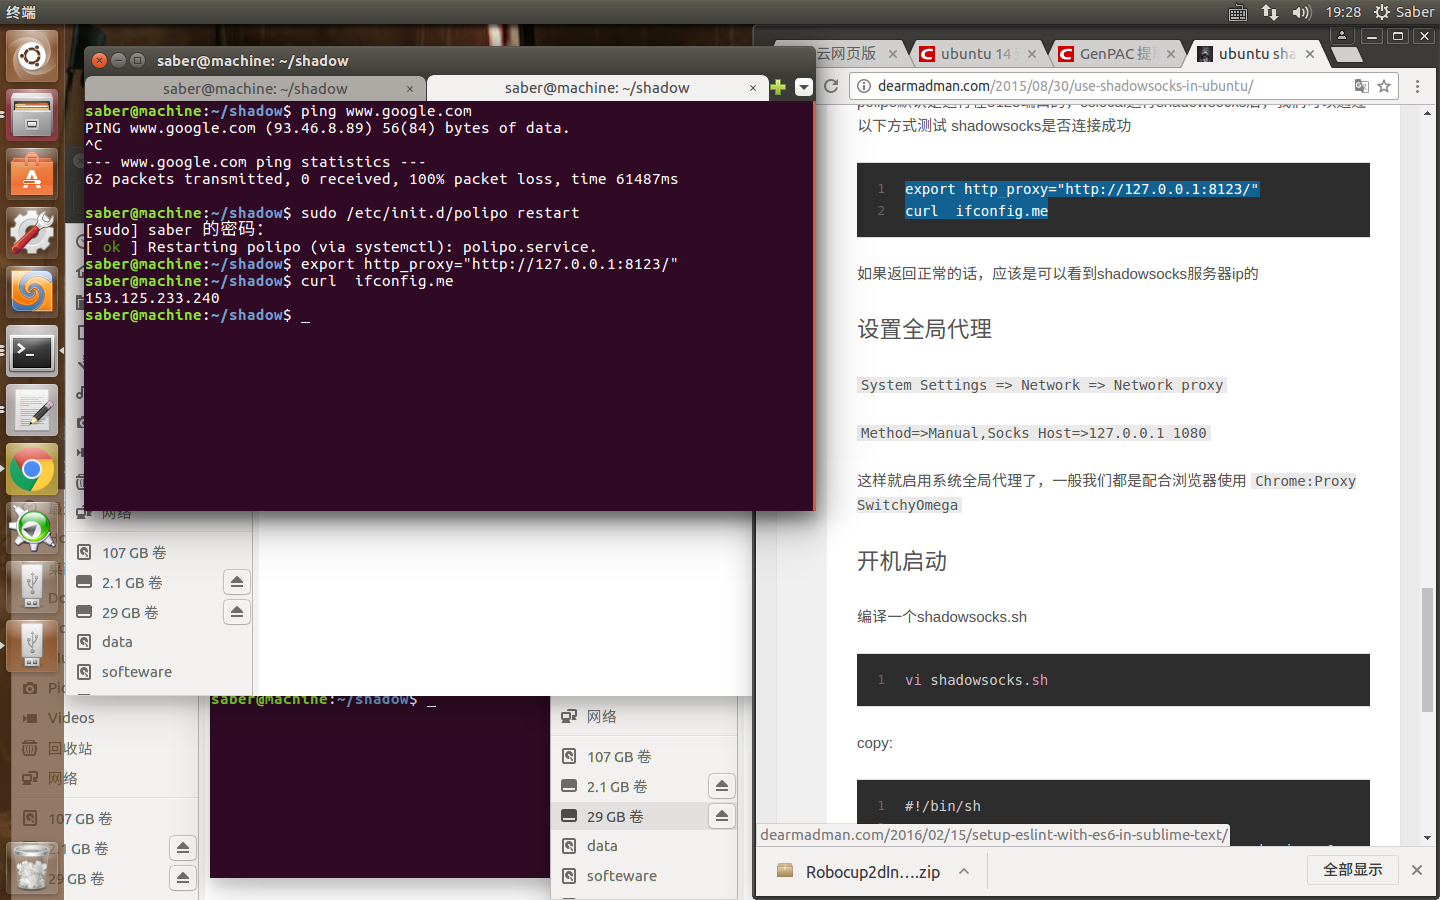 终端
19:28
Saber
saber@machine: ~/shadow
saber@machine: ~/shadow ×
saber@machine: ~/shadow ×
saber@machine:~/shadow$ ping www.google.com
PING www.google.com (93.46.8.89) 56(84) bytes of data.
^C
--- www.google.com ping statistics ---
62 packets transmitted, 0 received, 100% packet loss, time 61487ms
saber@machine:~/shadow$ sudo /etc/init.d/polipo restart
[sudo] saber 的密码：
[ ok ] Restarting polipo (via systemctl): polipo.service.
saber@machine:~/shadow$ export http_proxy="http://127.0.0.1:8123/"
saber@machine:~/shadow$ curl  ifconfig.me
153.125.233.240
saber@machine:~/shadow$ _
网络
107 GB 卷
2.1 GB 卷
29 GB 卷
data
softeware
Videos
回收站
网络
107 GB 卷
2.1 GB 卷
29 GB 卷
saber@machine:~/shadow$ _
网络
107 GB 卷
2.1 GB 卷
29 GB 卷
data
softeware
云网页版 ×
ubuntu 14 ×
GenPAC ×
ubuntu sha ×
dearmadman.com/2015/08/30/use-shadowsocks-in-ubuntu/
以下方式测试 shadowsocks是否连接成功
1 export http_proxy="http://127.0.0.1:8123/"
2 curl  ifconfig.me
如果返回正常的话，应该是可以看到shadowsocks服务器ip的
设置全局代理
System Settings => Network => Network proxy
Method=>Manual,Socks Host=>127.0.0.1 1080
这样就启用系统全局代理了，一般我们都是配合浏览器使用 Chrome:Proxy
SwitchyOmega
开机启动
编译一个shadowsocks.sh
1 vi shadowsocks.sh
copy:
1 #!/bin/sh
dearmadman.com/2016/02/15/setup-eslint-with-es6-in-sublime-text/
Robocup2dIn....zip
全部显示